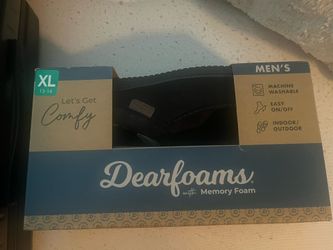 XL
13-14
Let's Get
Comfy
MEN'S
MACHINE
WASHABLE
EASY
ON/OFF
INDOOR/
OUTDOOR
Dearfoams
with Memory Foam